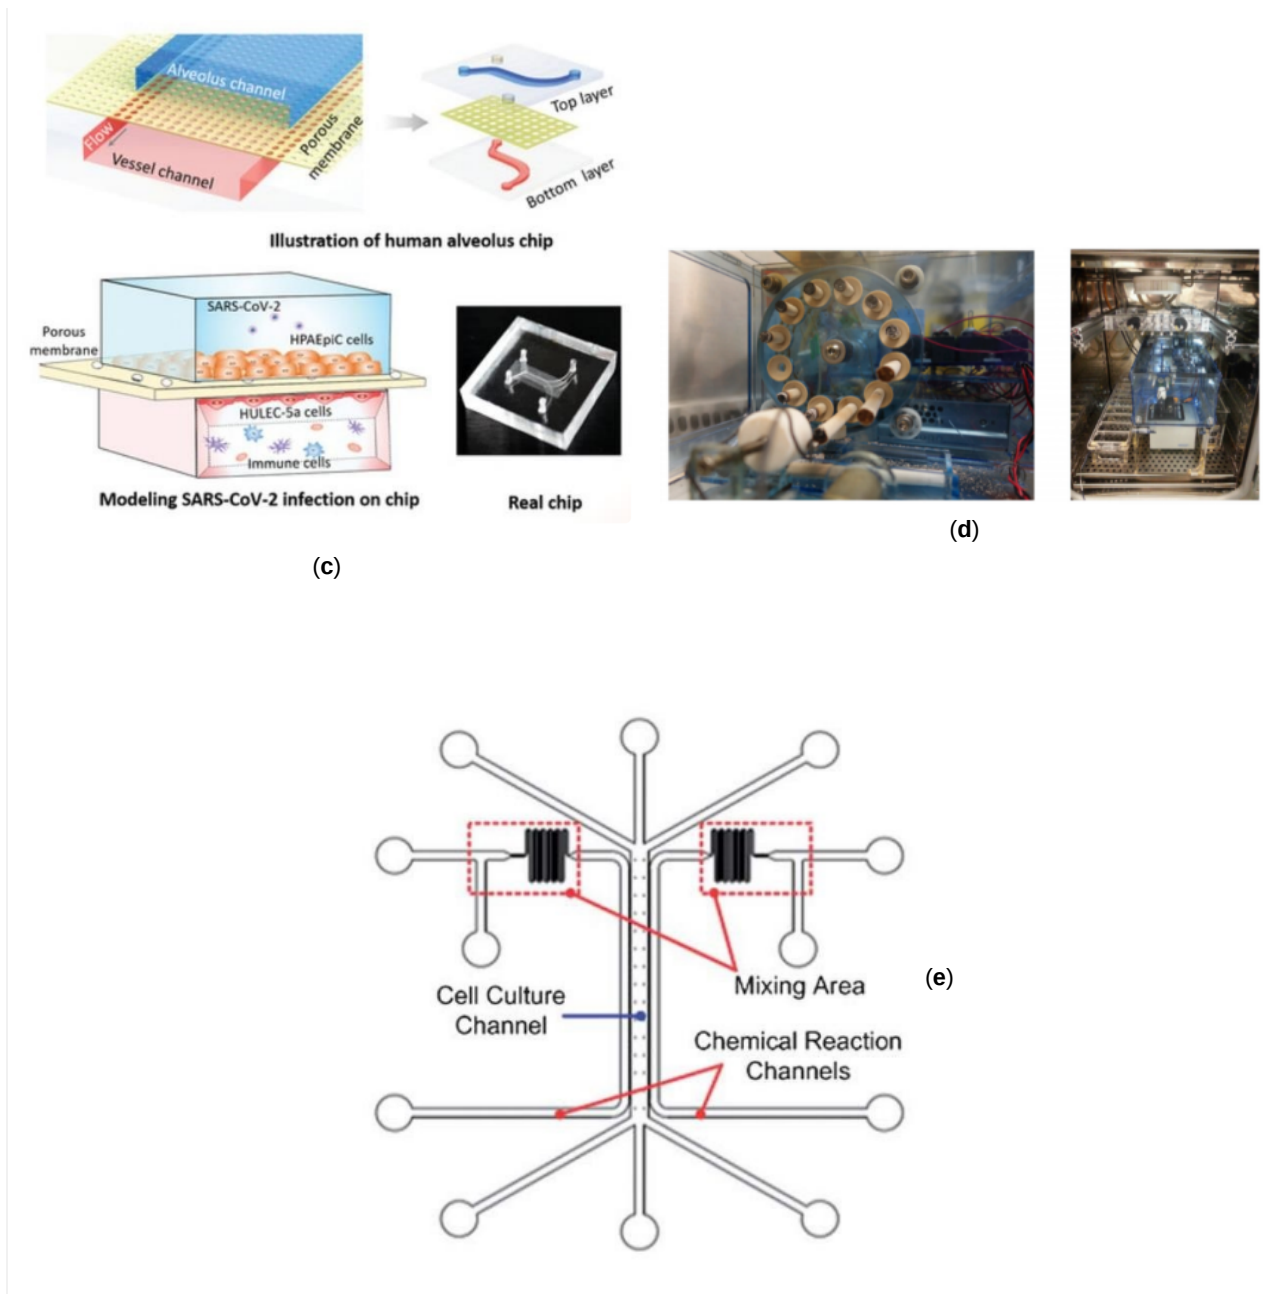 Alveolus channel
Flow
Vessel channel
Porous
membrane
Top layer
Bottom layer
Illustration of human alveolus chip
SARS-CoV-2
HPAEpiC cells
Porous
membrane
HULEC-5a cells
Immune cells
Modeling SARS-CoV-2 infection on chip
Real chip
(c)
(d)
Mixing Area
(e)
Cell Culture
Channel
Chemical Reaction
Channels